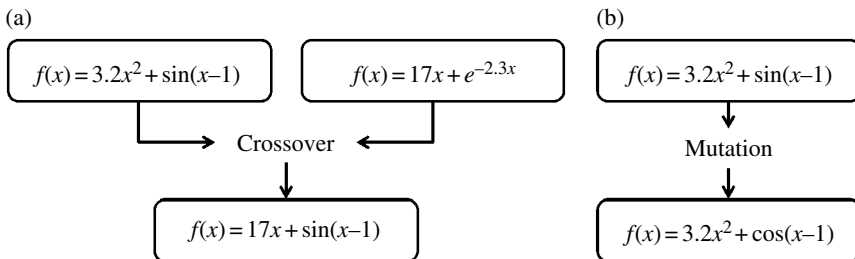 (a)
f(x) = 3.2x² + sin(x–1)
f(x) = 17x + e⁻²·³ˣ
Crossover
f(x) = 17x + sin(x–1)
(b)
f(x) = 3.2x² + sin(x–1)
Mutation
f(x) = 3.2x² + cos(x–1)